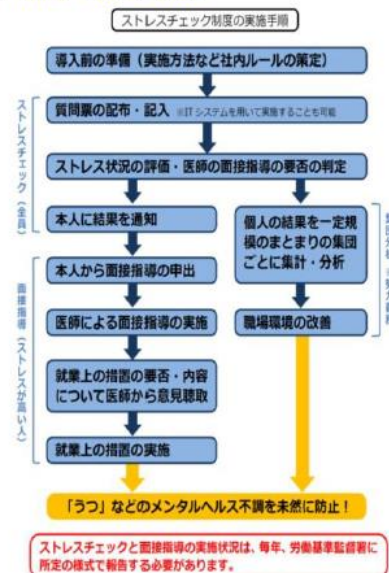 ストレスチェック制度の実施手順
導入前の準備（実施方法など社内ルールの策定）
質問票の配布・記入 ※ITシステムを用いて実施することも可能
ストレス状況の評価・医師の面接指導の要否の判定
本人に結果を通知
本人から面接指導の申出
医師による面接指導の実施
就業上の措置の要否・内容
について医師から意見聴取
就業上の措置の実施
個人の結果を一定規
模のまとまりの集団
ごとに集計・分析
職場環境の改善
ストレスチェック（全員）
面接指導（ストレスが高い人）
「うつ」などのメンタルヘルス不調を未然に防止！
ストレスチェックと面接指導の実施状況は、毎年、労働基準監督署に
所定の様式で報告する必要があります。